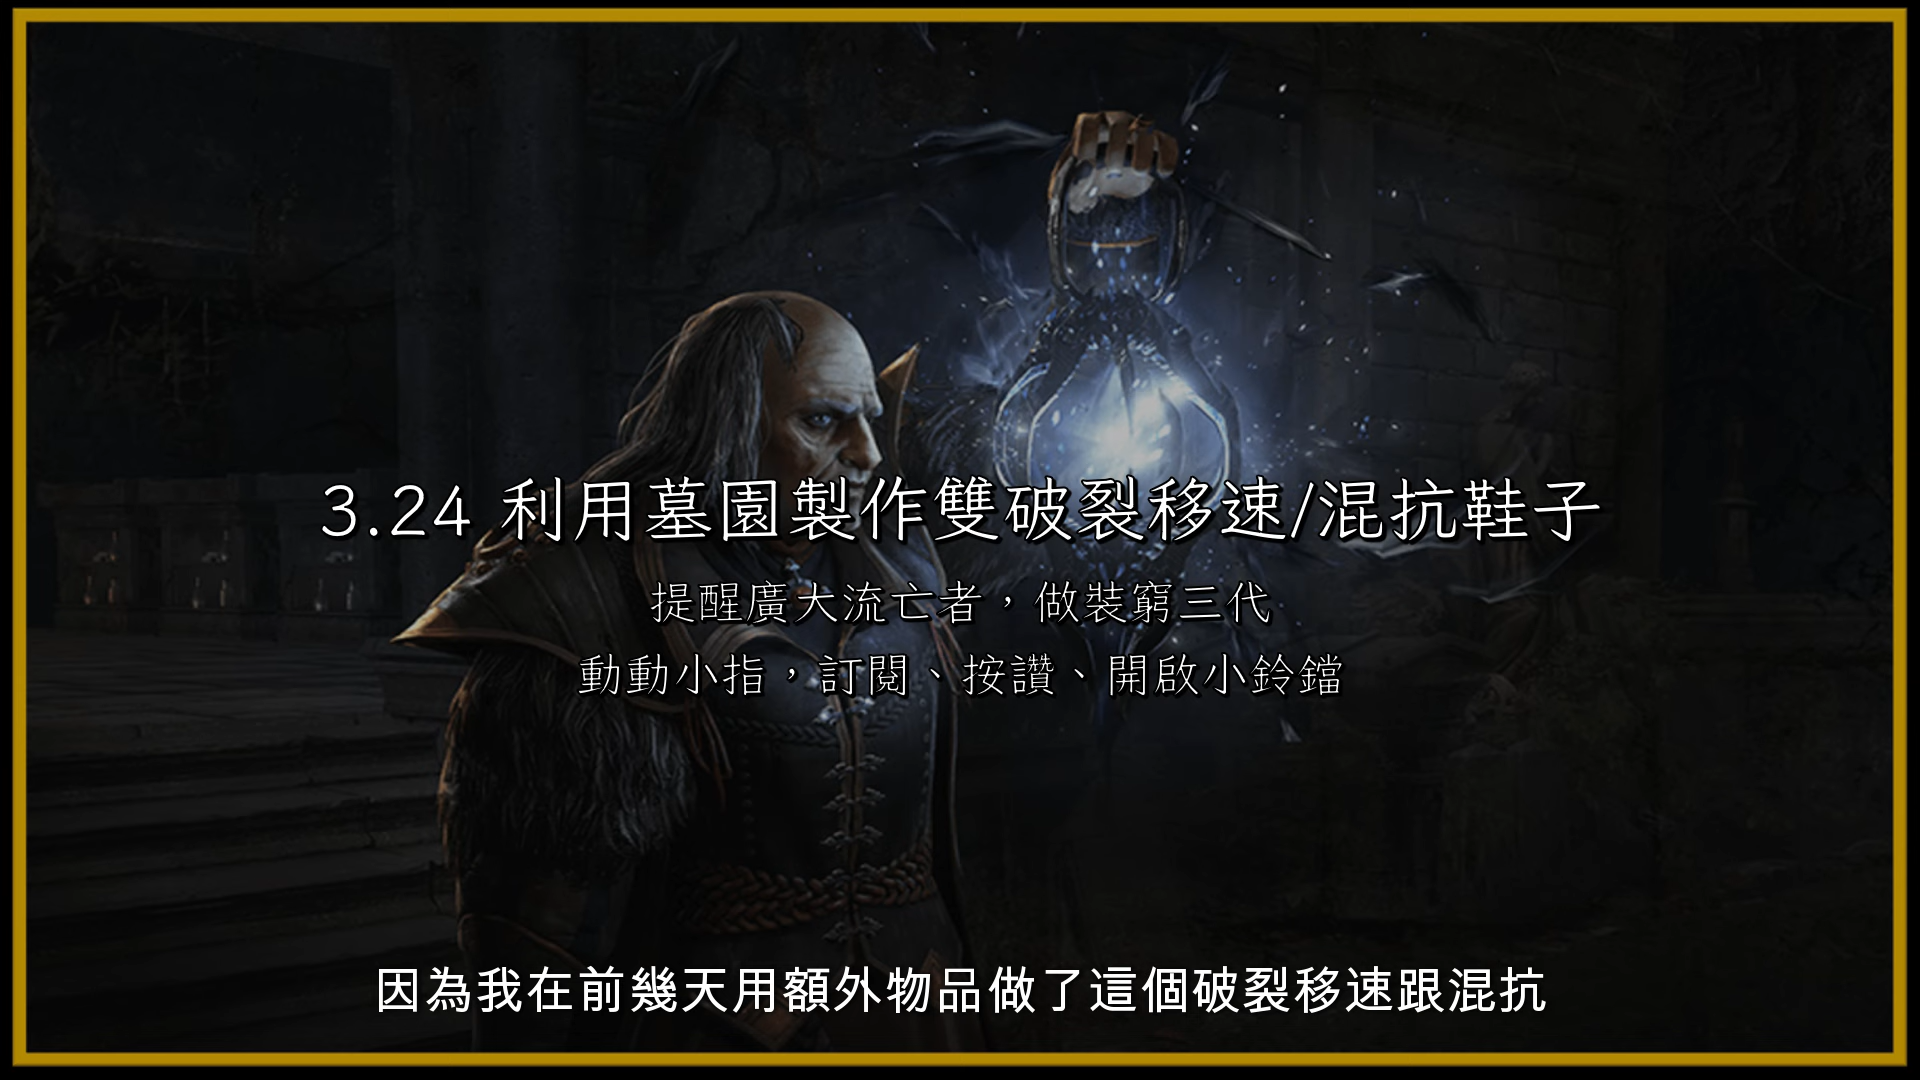 3.24 利用墓園製作雙破裂移速/混抗鞋子
提醒廣大流亡者，做裝窮三代
動動小指，訂閱、按讚、開啟小鈴鐺
因為我在前幾天用額外物品做了這個破裂移速跟混抗